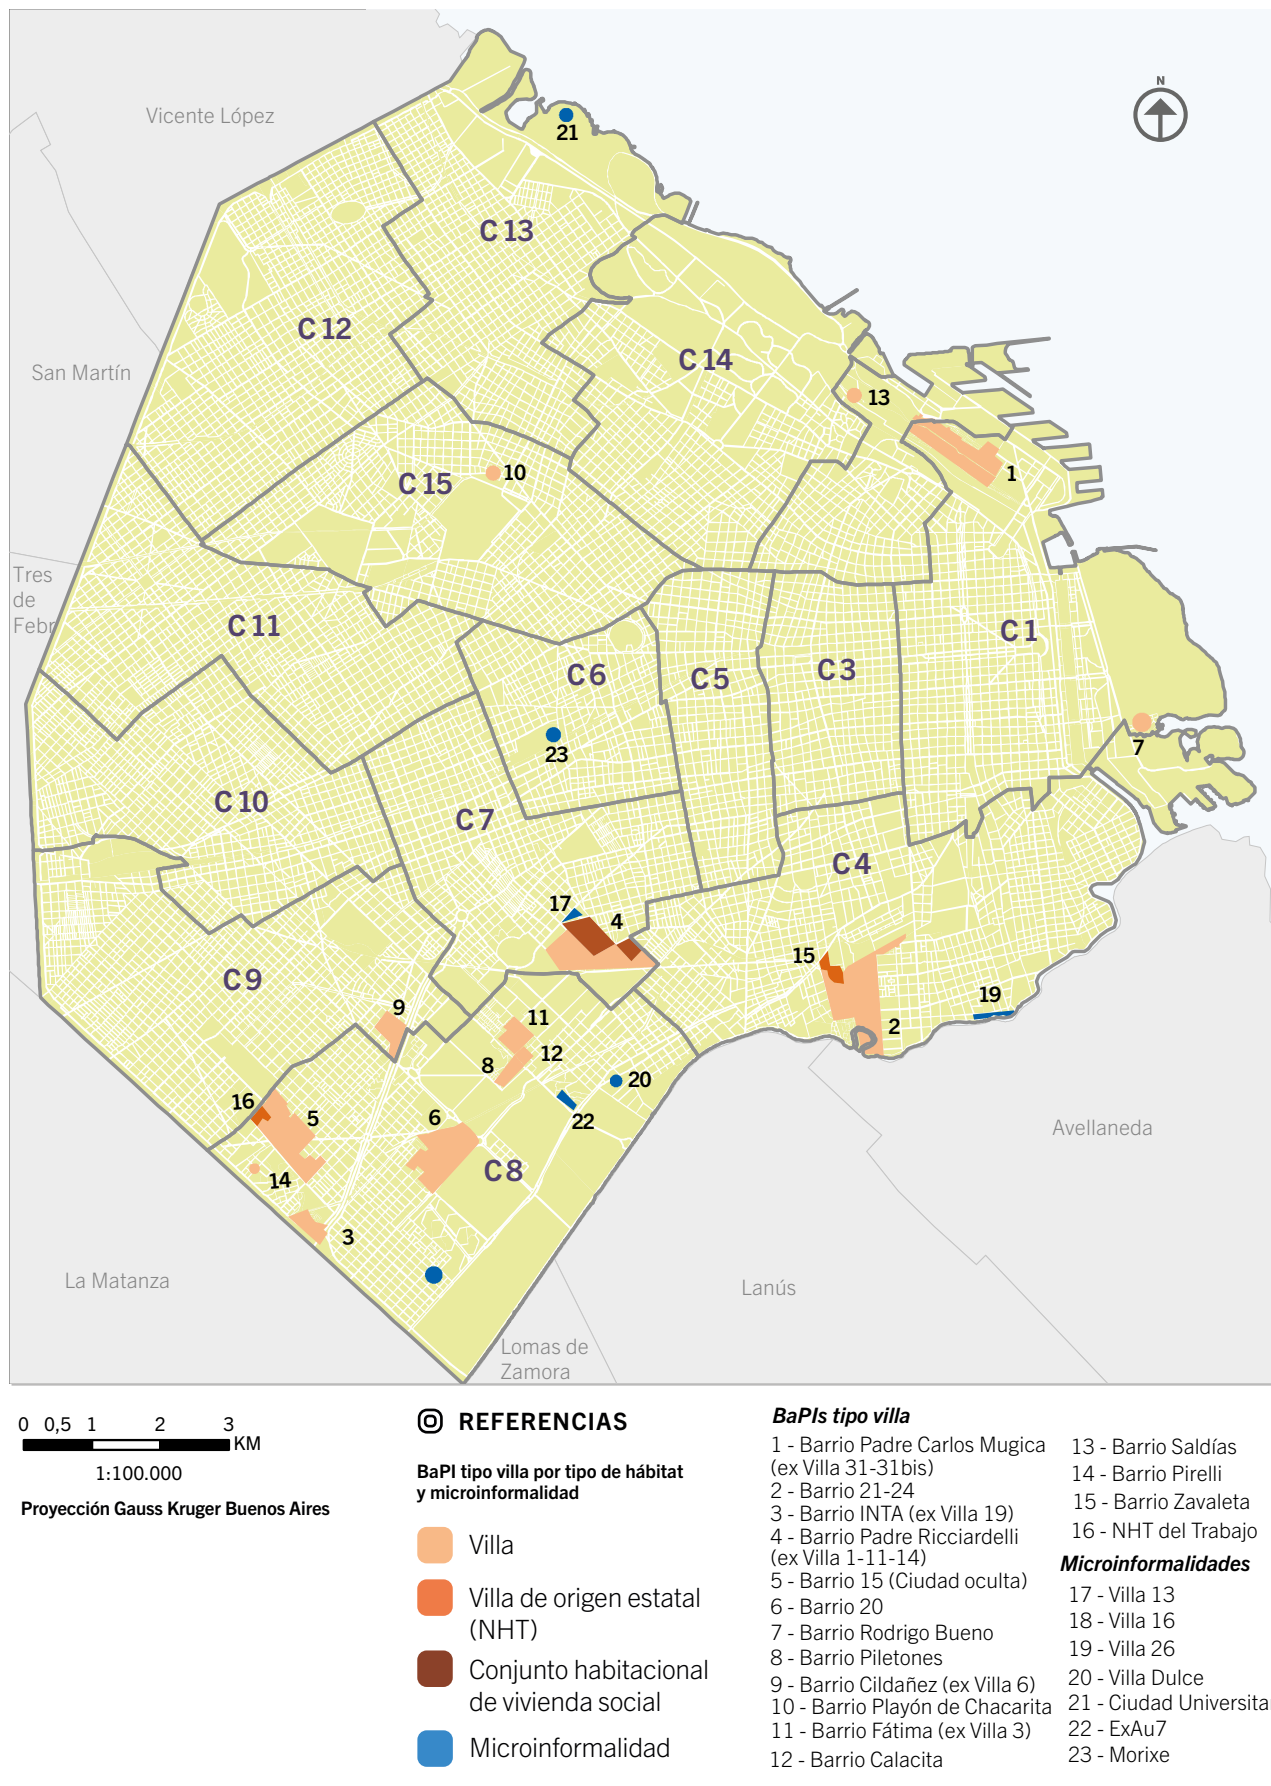 N
Vicente López
21
C 13
C 12
San Martín
C 14
13
1
C 15
10
Tres
de
Febr
C 11
C 1
C 6
C 5
C 3
23
7
C 10
C 7
C 4
17
4
15
C 9
9
19
2
11
12
8
20
22
16
5
6
C 8
14
3
Avellaneda
La Matanza
Lanús
Lomas de
Zamora
0 0,5 1 2 3
KM
1:100.000
Proyección Gauss Kruger Buenos Aires
REFERENCIAS
BaPI tipo villa por tipo de hábitat
y microinformalidad
Villa
Villa de origen estatal
(NHT)
Conjunto habitacional
de vivienda social
Microinformalidad
BaPIs tipo villa
1 - Barrio Padre Carlos Mugica
(ex Villa 31-31bis)
2 - Barrio 21-24
3 - Barrio INTA (ex Villa 19)
4 - Barrio Padre Ricciardelli
(ex Villa 1-11-14)
5 - Barrio 15 (Ciudad oculta)
6 - Barrio 20
7 - Barrio Rodrigo Bueno
8 - Barrio Piletones
9 - Barrio Cildañez (ex Villa 6)
10 - Barrio Playón de Chacarita
11 - Barrio Fátima (ex Villa 3)
12 - Barrio Calacita
13 - Barrio Saldías
14 - Barrio Pirelli
15 - Barrio Zavaleta
16 - NHT del Trabajo
Microinformalidades
17 - Villa 13
18 - Villa 16
19 - Villa 26
20 - Villa Dulce
21 - Ciudad Universita
22 - ExAu7
23 - Morixe